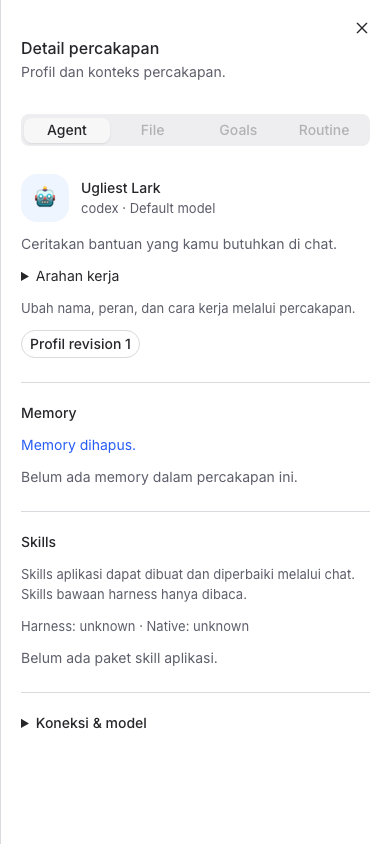 Detail percakapan
Profil dan konteks percakapan.
Agent File Goals Routine
Ugliest Lark
codex · Default model
Ceritakan bantuan yang kamu butuhkan di chat.
Arahan kerja
Ubah nama, peran, dan cara kerja melalui percakapan.
Profil revision 1
Memory
Memory dihapus.
Belum ada memory dalam percakapan ini.
Skills
Skills aplikasi dapat dibuat dan diperbaiki melalui chat.
Skills bawaan harness hanya dibaca.
Harness: unknown · Native: unknown
Belum ada paket skill aplikasi.
Koneksi & model